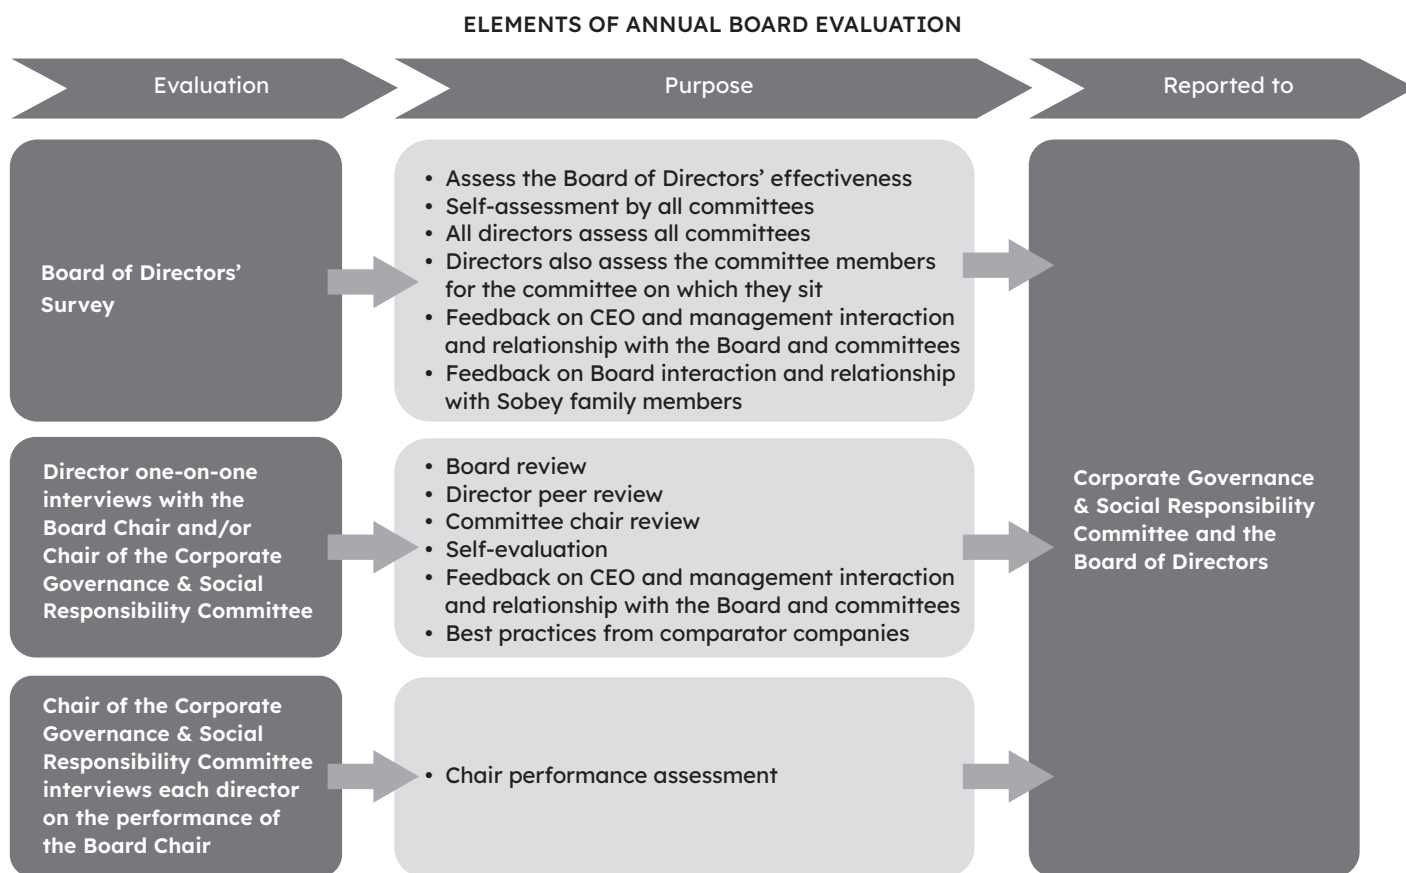 ELEMENTS OF ANNUAL BOARD EVALUATION
Evaluation
Purpose
Reported to
Board of Directors’
Survey
• Assess the Board of Directors’ effectiveness
• Self-assessment by all committees
• All directors assess all committees
• Directors also assess the committee members
for the committee on which they sit
• Feedback on CEO and management interaction
and relationship with the Board and committees
• Feedback on Board interaction and relationship
with Sobey family members
Director one-on-one
interviews with the
Board Chair and/or
Chair of the Corporate
Governance & Social
Responsibility Committee
• Board review
• Director peer review
• Committee chair review
• Self-evaluation
• Feedback on CEO and management interaction
and relationship with the Board and committees
• Best practices from comparator companies
Chair of the Corporate
Governance & Social
Responsibility Committee
interviews each director
on the performance of
the Board Chair
• Chair performance assessment
Corporate Governance
& Social Responsibility
Committee and the
Board of Directors